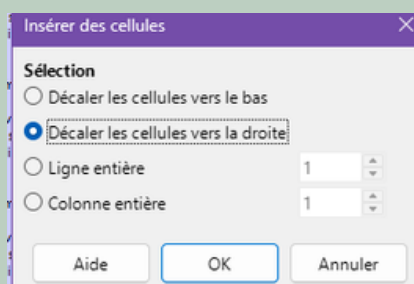 Insérer des cellules
Sélection
Décaler les cellules vers le bas
Décaler les cellules vers la droite
Ligne entière 1
Colonne entière 1
Aide OK Annuler